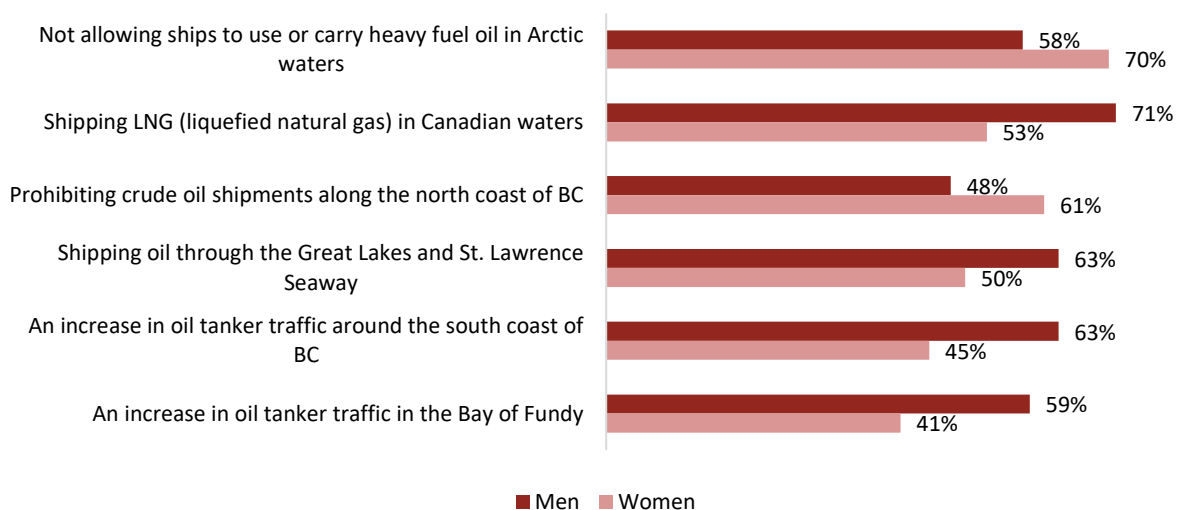 Not allowing ships to use or carry heavy fuel oil in Arctic
waters
58%
70%
Shipping LNG (liquefied natural gas) in Canadian waters
71%
53%
Prohibiting crude oil shipments along the north coast of BC
48%
61%
Shipping oil through the Great Lakes and St. Lawrence
Seaway
63%
50%
An increase in oil tanker traffic around the south coast of
BC
63%
45%
An increase in oil tanker traffic in the Bay of Fundy
59%
41%
Men Women